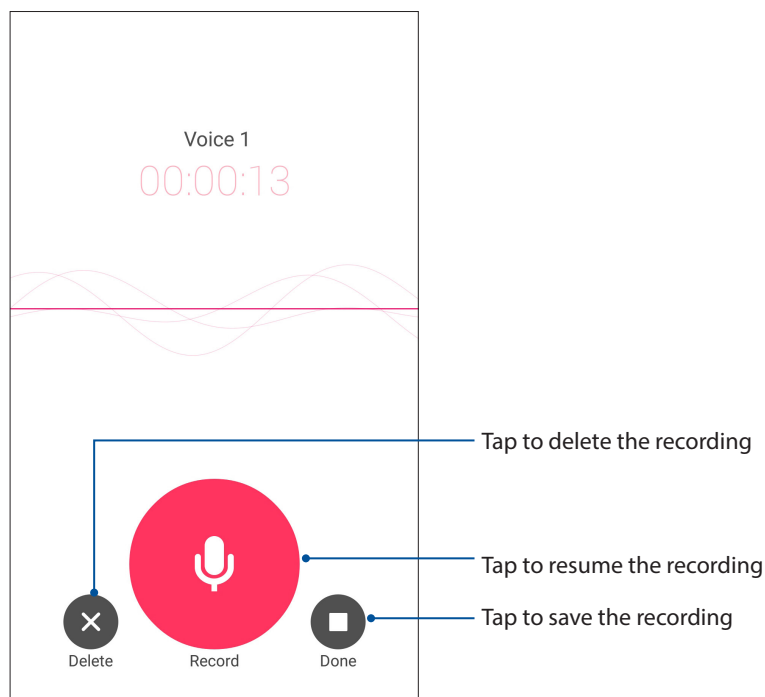 Voice 1
00:00:13
Tap to delete the recording
Tap to resume the recording
Tap to save the recording
Delete
Record
Done